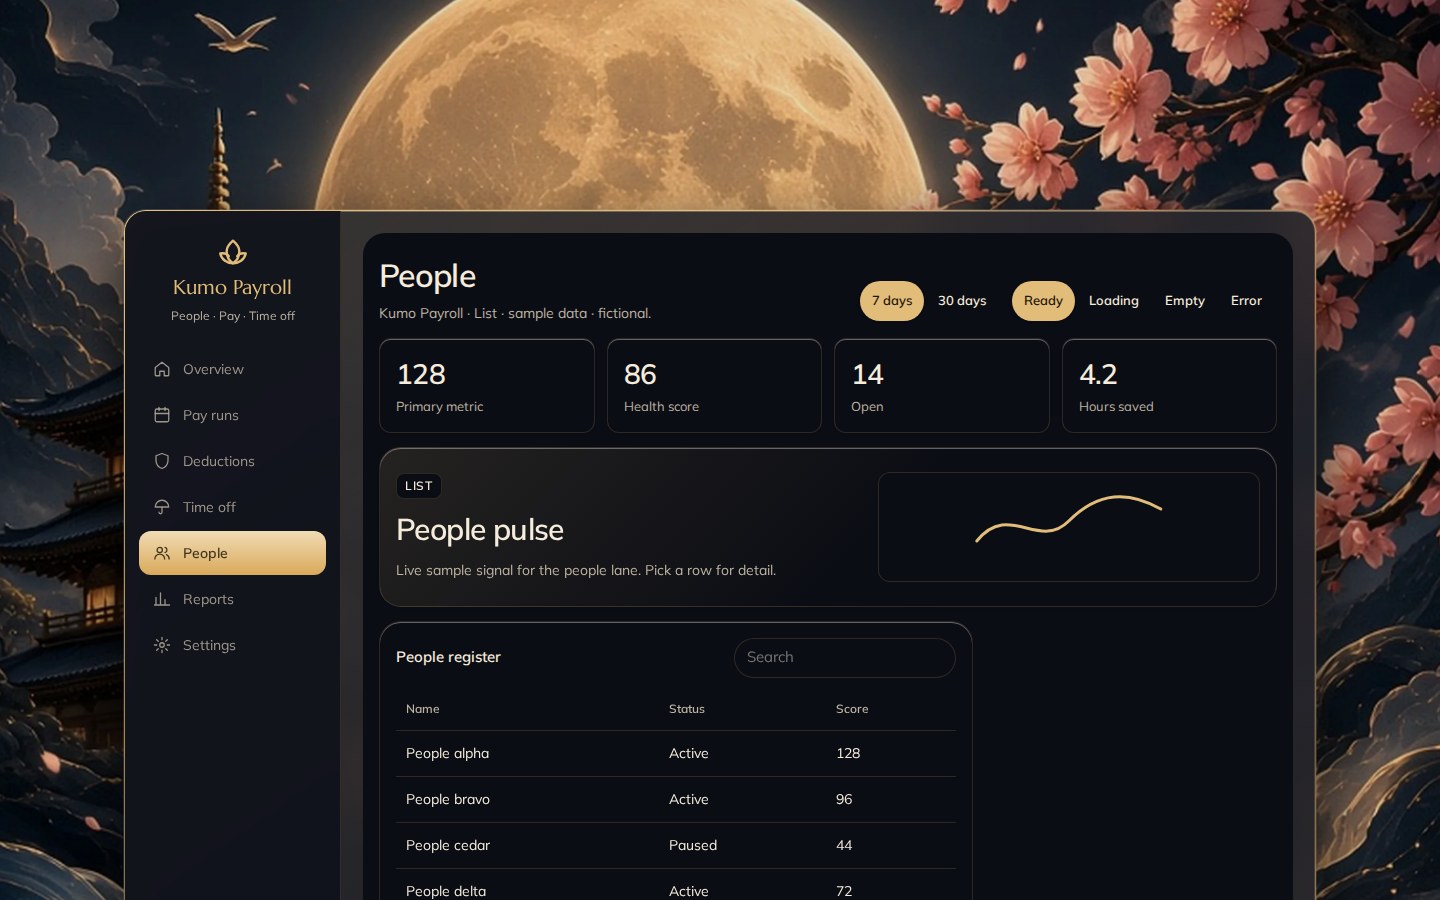 Kumo Payroll
People · Pay · Time off
Overview
Pay runs
Deductions
Time off
People
Reports
Settings
People
Kumo Payroll · List · sample data · fictional.
7 days
30 days
Ready
Loading
Empty
Error
128
Primary metric
86
Health score
14
Open
4.2
Hours saved
LIST
People pulse
Live sample signal for the people lane. Pick a row for detail.
People register
Search
Name Status Score
People alpha Active 128
People bravo Active 96
People cedar Paused 44
People delta Active 72